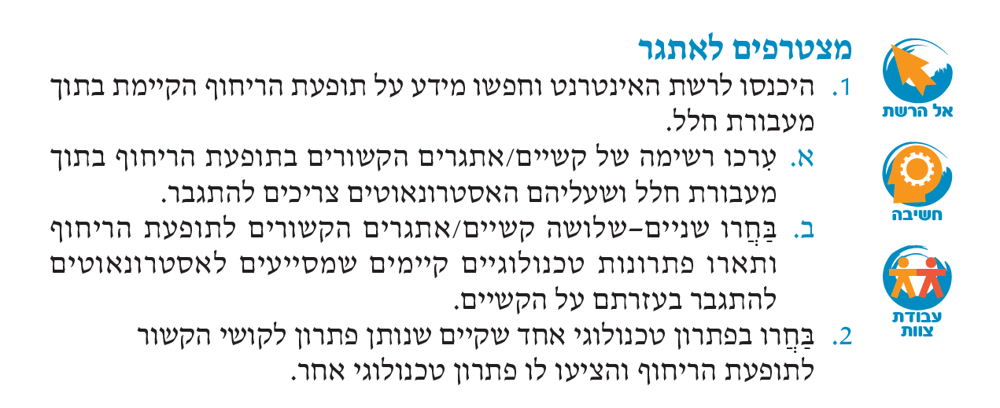 מצטרפים לאתגר
1. היכנסו לרשת האינטרנט וחפשו מידע על תופעת הריחוף הקיימת בתוך
מעבורת חלל.
א. עִרכו רשימה של קשיים/אתגרים הקשורים בתופעת הריחוף בתוך
מעבורת חלל ושעליהם האסטרונאוטים צריכים להתגבר.
ב. בַּחֲרו שניים–שלושה קשיים/אתגרים הקשורים לתופעת הריחוף
ותארו פתרונות טכנולוגיים קיימים שמסייעים לאסטרונאוטים
להתגבר בעזרתם על הקשיים.
2. בַּחֲרו בפתרון טכנולוגי אחד שקיים שנותן פתרון לקושי הקשור
לתופעת הריחוף והציעו לו פתרון טכנולוגי אחר.
אל הרשת
חשיבה
עבודת
צוות